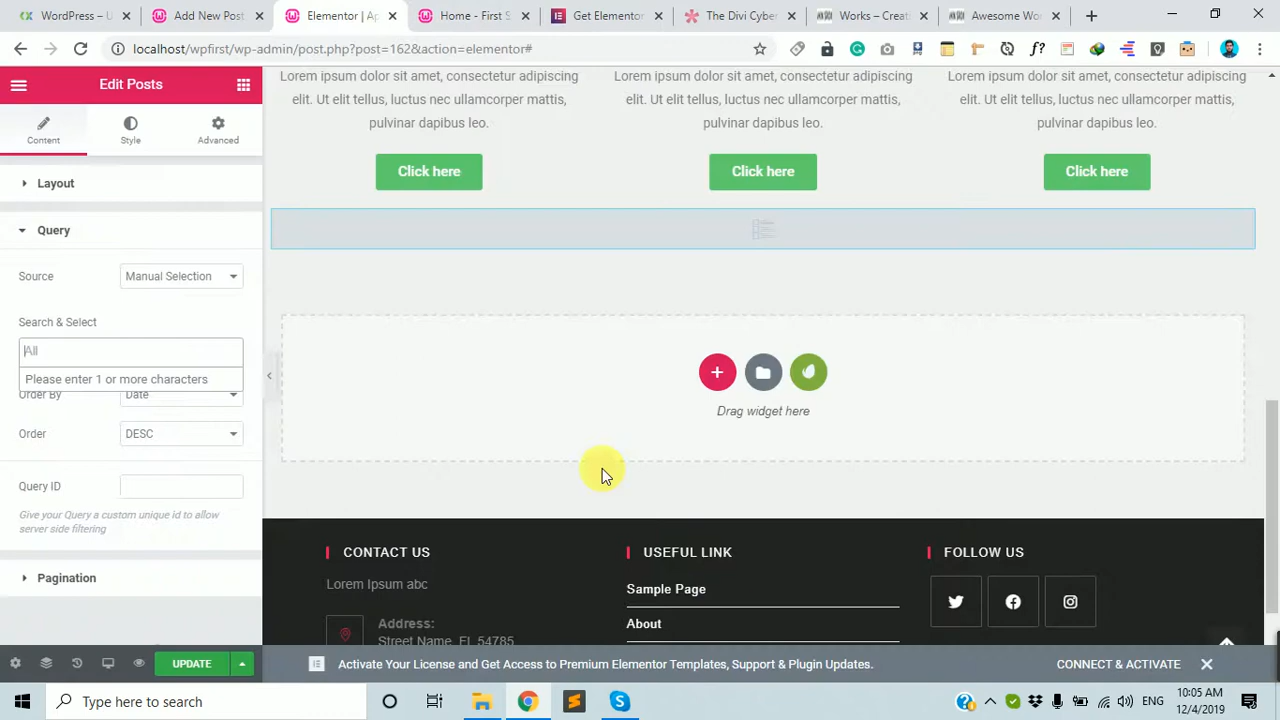 WordPress – U
Add New Post
Elementor | Ap
Home - First S
Get Elementor
The Divi Cyber
Works – Creat
Awesome Wor
localhost/wpfirst/wp-admin/post.php?post=162&action=elementor#
Edit Posts
Content
Style
Advanced
Layout
Query
Source
Manual Selection
Search & Select
All
Please enter 1 or more characters
Order By
Date
Order
DESC
Query ID
Give your Query a custom unique id to allow
server side filtering
Pagination
UPDATE
Lorem ipsum dolor sit amet, consectetur adipiscing
elit. Ut elit tellus, luctus nec ullamcorper mattis,
pulvinar dapibus leo.
Click here
Lorem ipsum dolor sit amet, consectetur adipiscing
elit. Ut elit tellus, luctus nec ullamcorper mattis,
pulvinar dapibus leo.
Click here
Lorem ipsum dolor sit amet, consectetur adipiscing
elit. Ut elit tellus, luctus nec ullamcorper mattis,
pulvinar dapibus leo.
Click here
Drag widget here
CONTACT US
Lorem Ipsum abc
Address:
Street Name, FL 54785
USEFUL LINK
Sample Page
About
FOLLOW US
Activate Your License and Get Access to Premium Elementor Templates, Support & Plugin Updates.
CONNECT & ACTIVATE
Type here to search
ENG
10:05 AM
12/4/2019